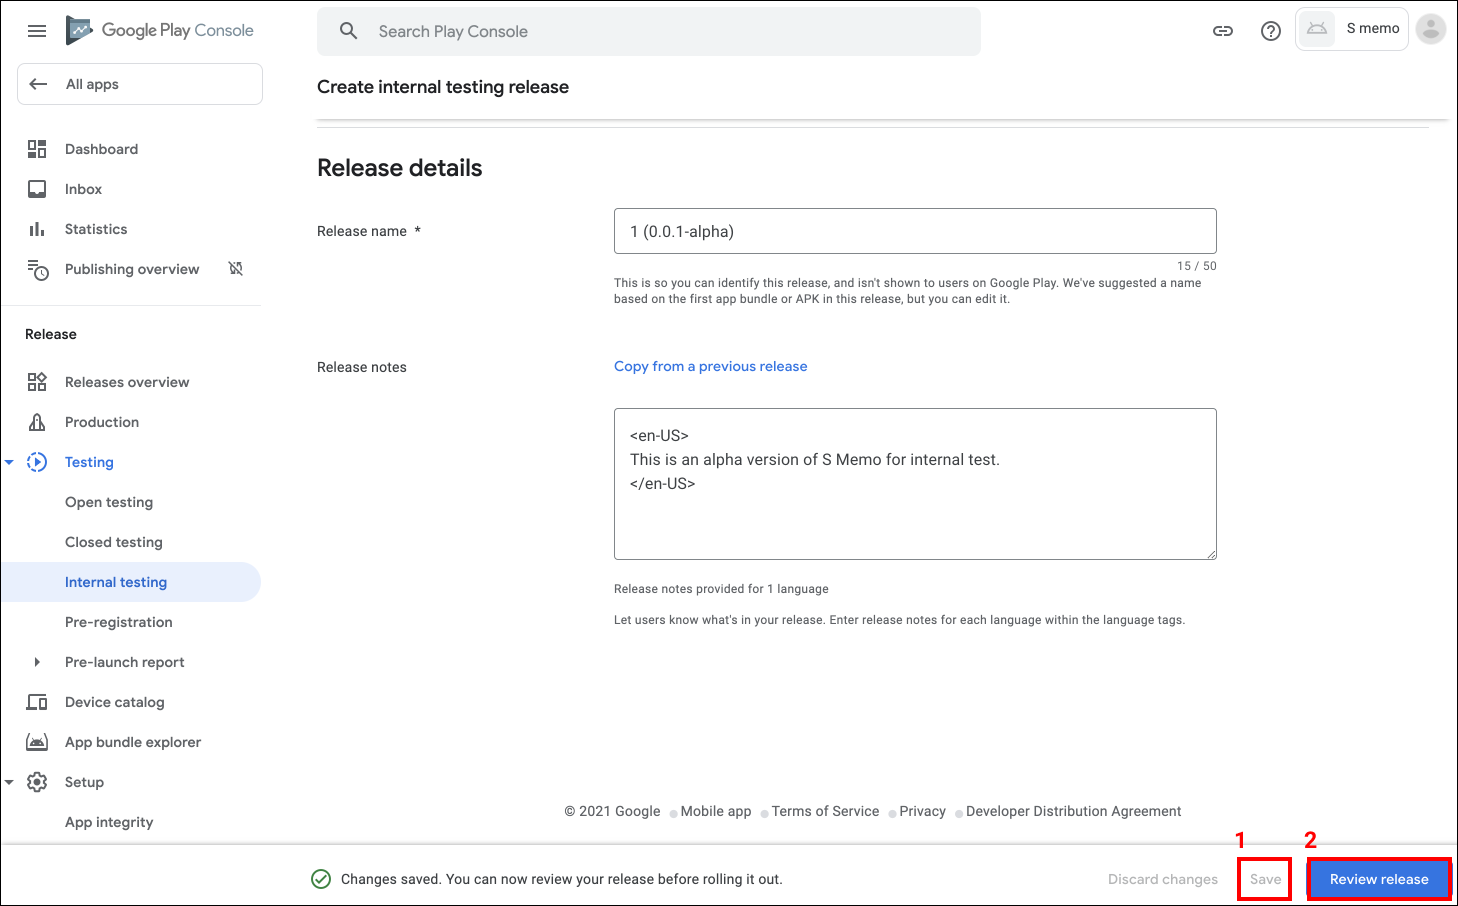 Google Play Console
Search Play Console
S memo
All apps
Create internal testing release
Dashboard
Inbox
Statistics
Publishing overview
Release
Releases overview
Production
Testing
Open testing
Closed testing
Internal testing
Pre-registration
Pre-launch report
Device catalog
App bundle explorer
Setup
App integrity
Release details
Release name *
1 (0.0.1-alpha)
15 / 50
This is so you can identify this release, and isn't shown to users on Google Play. We've suggested a name
based on the first app bundle or APK in this release, but you can edit it.
Release notes
Copy from a previous release
<en-US>
This is an alpha version of S Memo for internal test.
</en-US>
Release notes provided for 1 language
Let users know what's in your release. Enter release notes for each language within the language tags.
© 2021 Google Mobile app Terms of Service Privacy Developer Distribution Agreement
1 2
Changes saved. You can now review your release before rolling it out.
Discard changes Save Review release